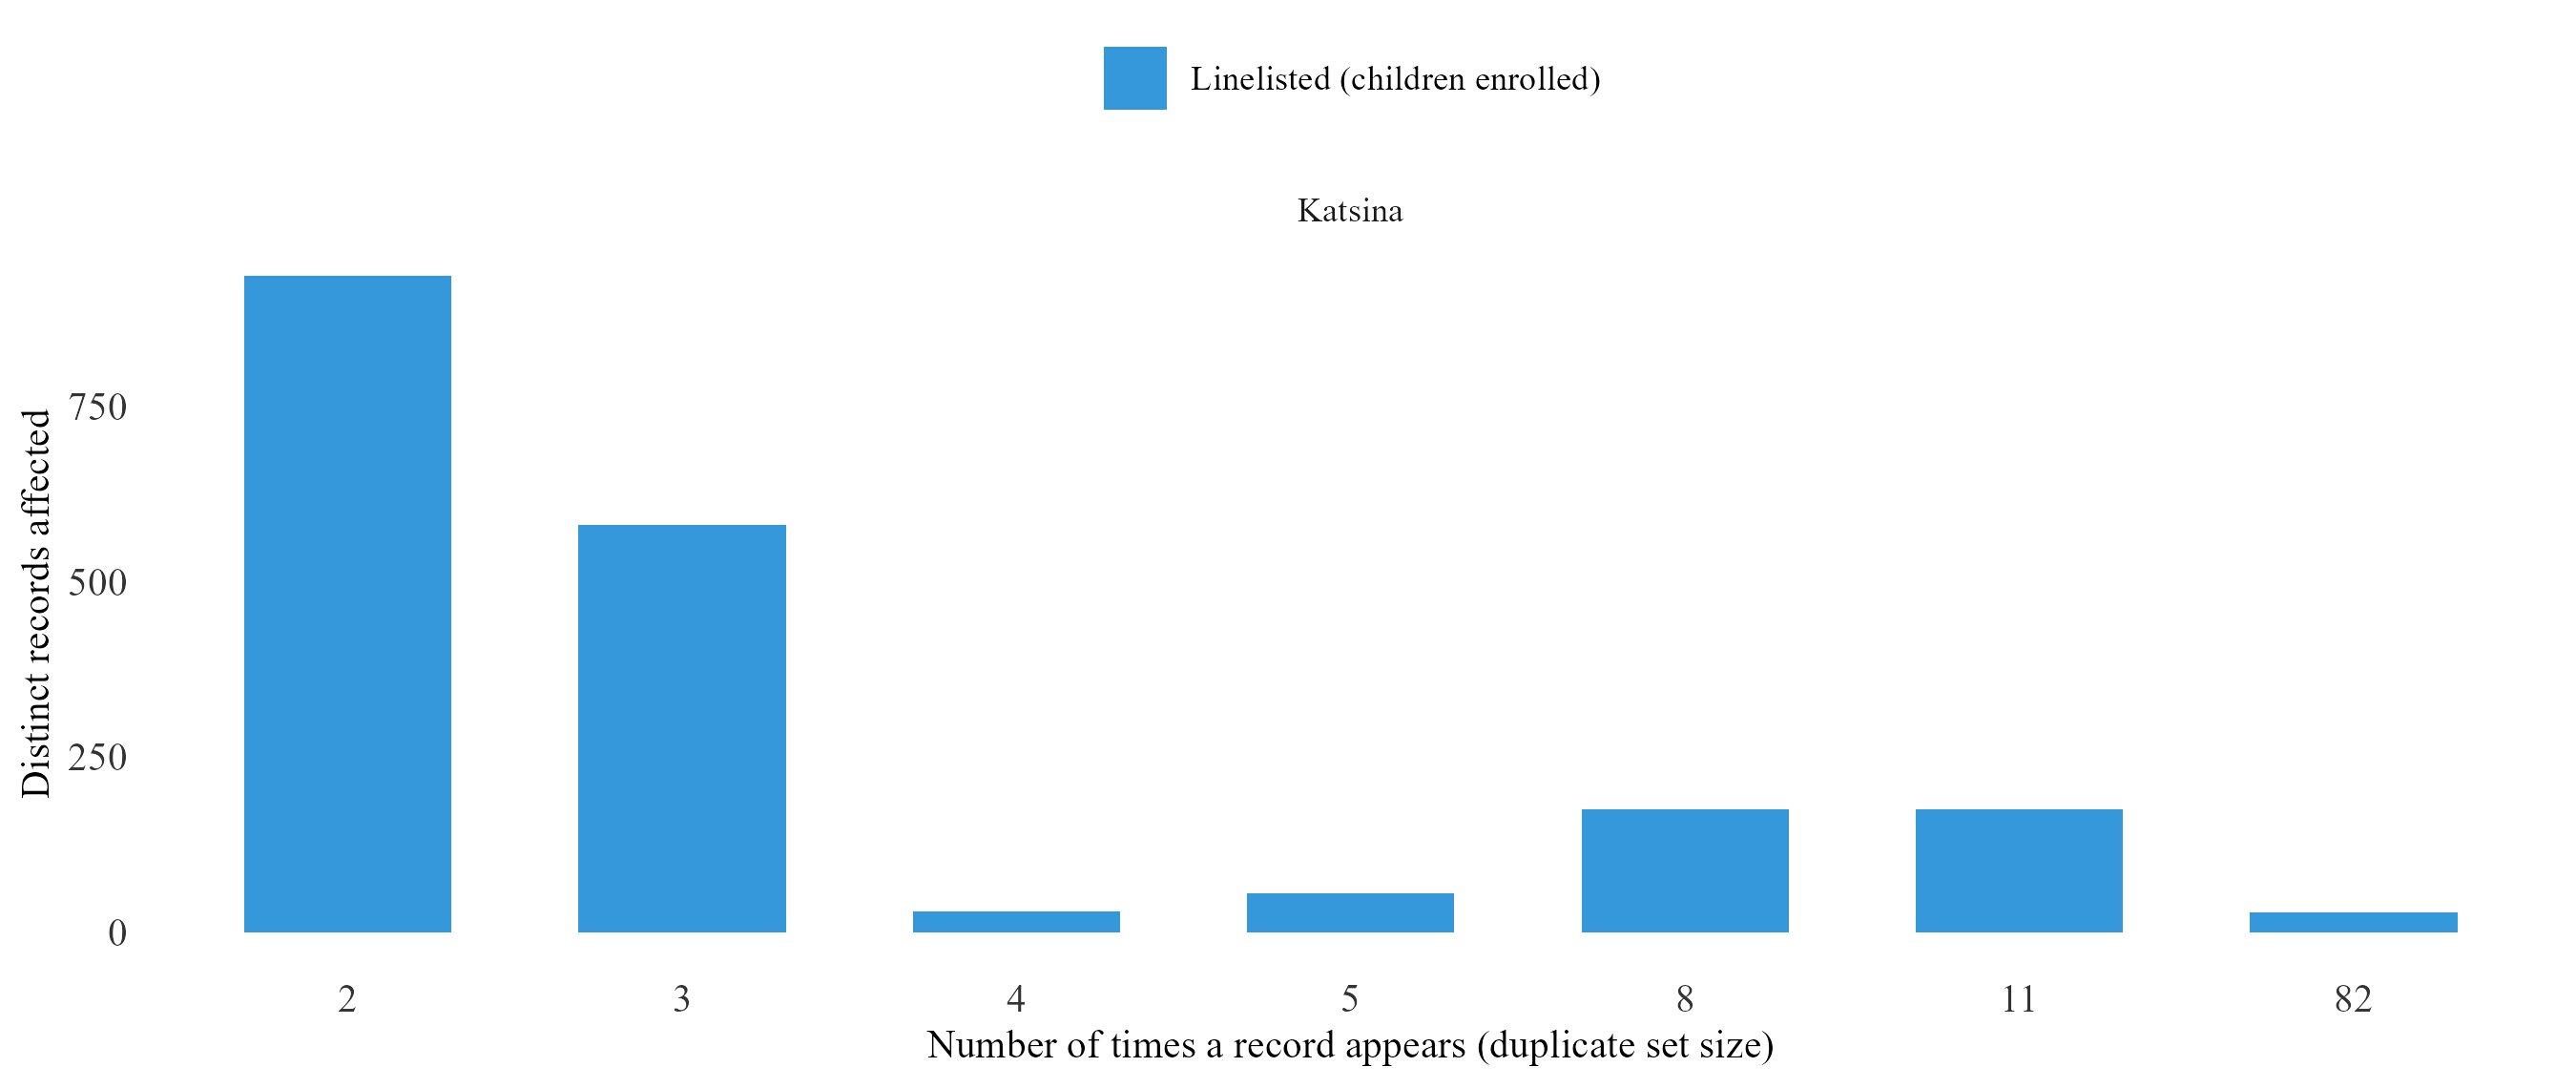 Linelisted (children enrolled)
Katsina
Distinct records affected
750
500
250
0
2
3
4
5
8
11
82
Number of times a record appears (duplicate set size)